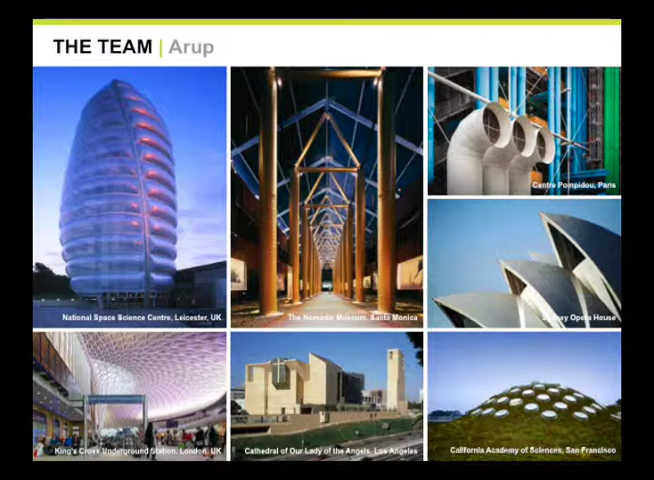 THE TEAM | Arup
National Space Science Centre, Leicester, UK
The Nomadic Museum, Santa Monica
Centre Pompidou, Paris
Sydney Opera House
King's Cross Underground Station, London, UK
Cathedral of Our Lady of the Angels, Los Angeles
California Academy of Sciences, San Francisco